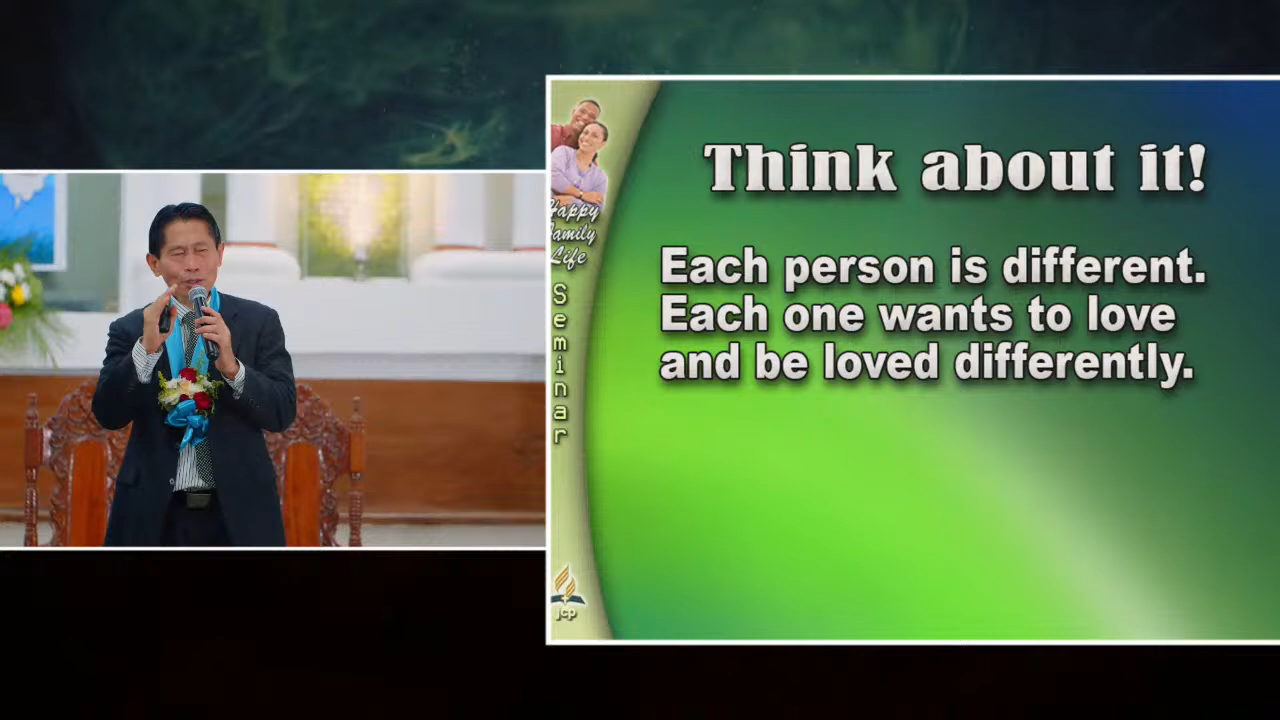 Think about it!
Each person is different.
Each one wants to love
and be loved differently.
Happy
Family
Life
Seminar
jcp